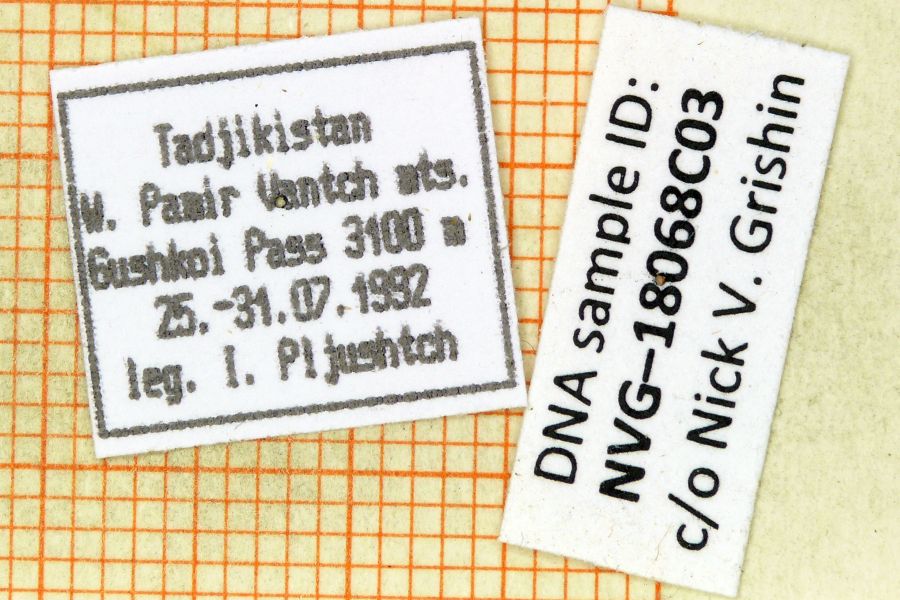 Tadjikistan
W. Pamir Vantch mts.
Gushkoi Pass 3100 m
25.-31.07.1992
leg. I. Pljushtch
DNA sample ID:
NVG-18068C03
c/o Nick V. Grishin